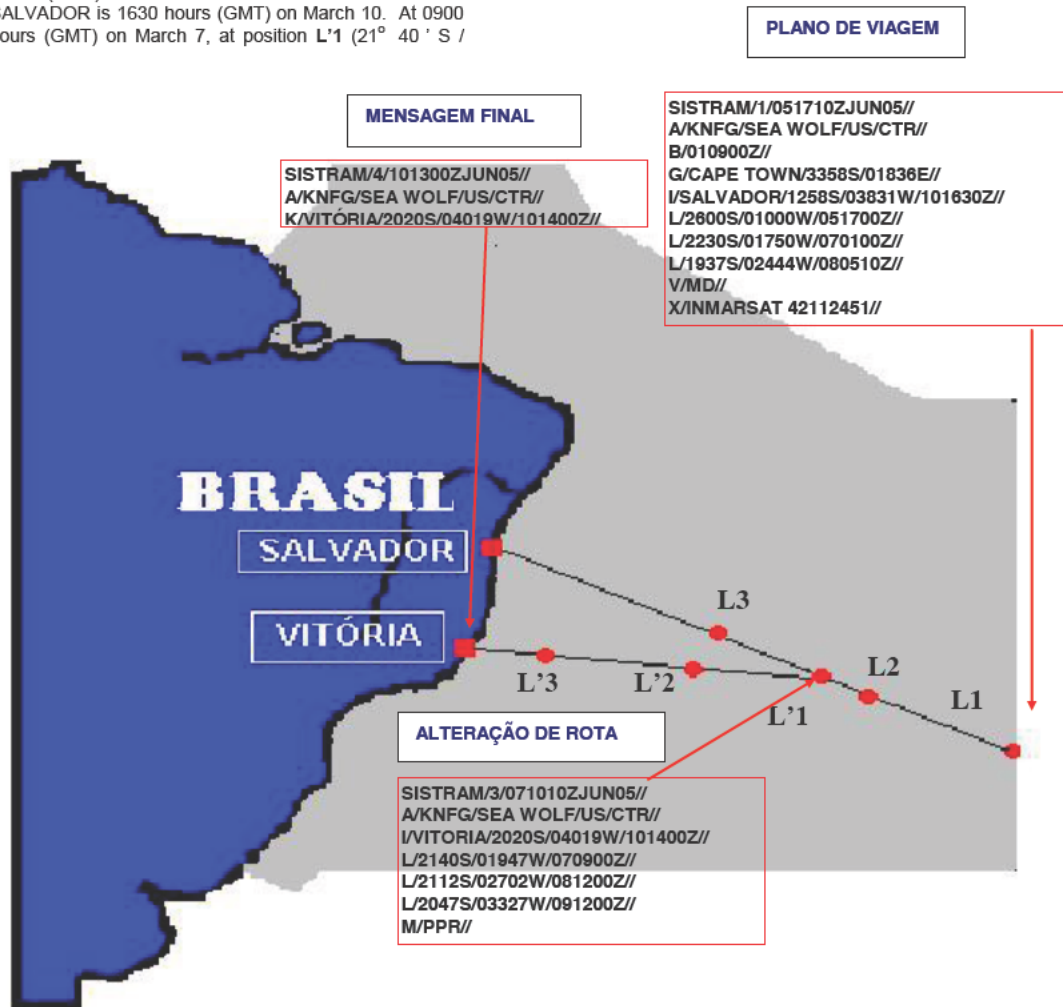 SALVADOR is 1630 hours (GMT) on March 10. At 0900
hours (GMT) on March 7, at position L'1 (21° 40 ' S /
PLANO DE VIAGEM
MENSAGEM FINAL
SISTRAM/1/051710ZJUN05//
A/KNFG/SEA WOLF/US/CTR//
B/010900Z//
G/CAPE TOWN/3358S/01836E//
I/SALVADOR/1258S/03831W/101630Z//
L/2600S/01000W/051700Z//
L/2230S/01750W/070100Z//
L/1937S/02444W/080510Z//
V/MD//
X/INMARSAT 42112451//
SISTRAM/4/101300ZJUN05//
A/KNFG/SEA WOLF/US/CTR//
K/VITÓRIA/2020S/04019W/101400Z//
BRASIL
SALVADOR
VITÓRIA
L3
L2
L1
L'3
L'2
L'1
ALTERAÇÃO DE ROTA
SISTRAM/3/071010ZJUN05//
A/KNFG/SEA WOLF/US/CTR//
I/VITORIA/2020S/04019W/101400Z//
L/2140S/01947W/070900Z//
L/2112S/02702W/081200Z//
L/2047S/03327W/091200Z//
M/PPR//